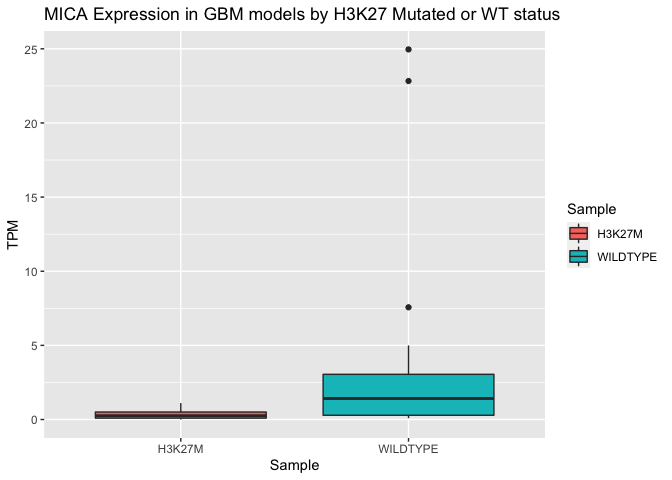 MICA Expression in GBM models by H3K27 Mutated or WT status
25
20
15
10
5
0
TPM
H3K27M
WILDTYPE
Sample
Sample
H3K27M
WILDTYPE